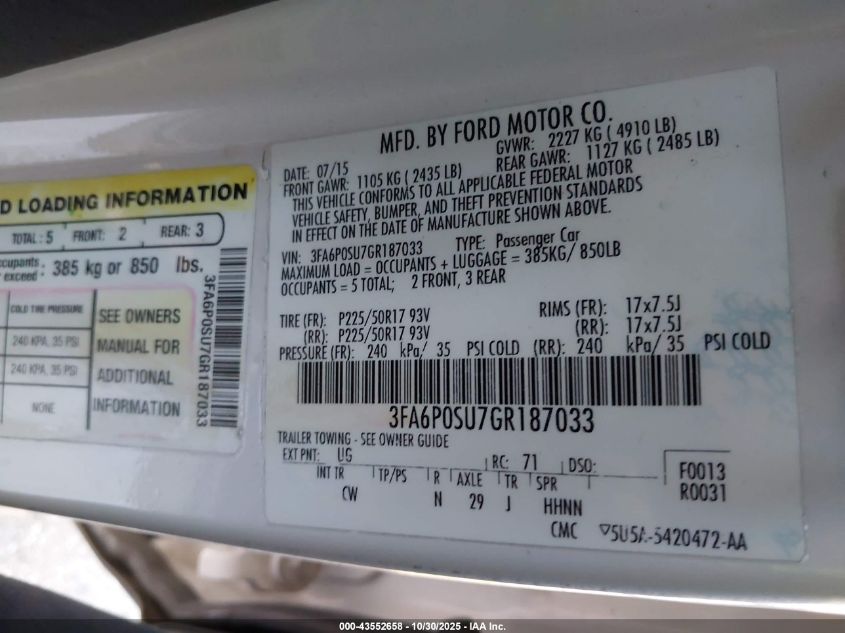 D LOADING INFORMATION
TOTAL: 5 FRONT: 2 REAR: 3
cupants
exceed: 385 kg or 850 lbs.
COLD TIRE PRESSURE
240 KPA, 35 PSI
240 KPA, 35 PSI
NONE
SEE OWNERS
MANUAL FOR
ADDITIONAL
INFORMATION
3FA6P0SU7GR187033
MFD. BY FORD MOTOR CO.
DATE: 07/15 GVWR: 2227 KG ( 4910 LB)
FRONT GAWR: 1105 KG ( 2435 LB) REAR GAWR: 1127 KG ( 2485 LB)
THIS VEHICLE CONFORMS TO ALL APPLICABLE FEDERAL MOTOR
VEHICLE SAFETY, BUMPER, AND THEFT PREVENTION STANDARDS
IN EFFECT ON THE DATE OF MANUFACTURE SHOWN ABOVE.
VIN: 3FA6P0SU7GR187033 TYPE: Passenger Car
MAXIMUM LOAD = OCCUPANTS + LUGGAGE = 385KG/ 850LB
OCCUPANTS = 5 TOTAL; 2 FRONT, 3 REAR
TIRE (FR): P225/50R17 93V RIMS (FR): 17x7.5J
(RR): P225/50R17 93V (RR): 17x7.5J
PRESSURE (FR): 240 kPa/ 35 PSI COLD (RR): 240 kPa/ 35 PSI COLD
3FA6P0SU7GR187033
TRAILER TOWING - SEE OWNER GUIDE
EXT PNT: UG RC: 71 DSO: F0013
INT TR TP/PS R AXLE TR SPR R0031
CW N 29 J HHNN
CMC ▽5U5A-5420472-AA
000-43552658 - 10/30/2025 - IAA Inc.